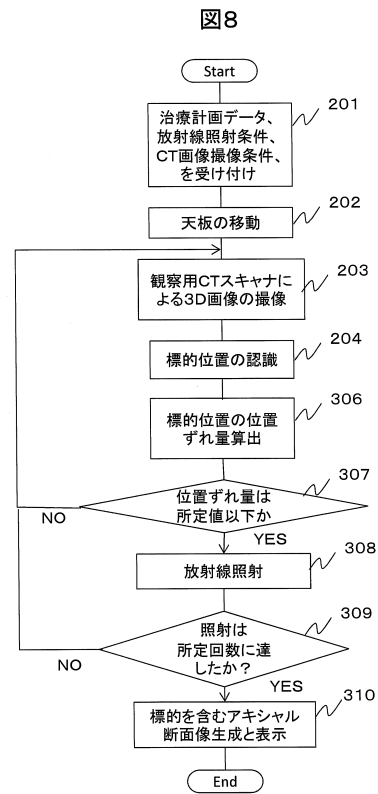 図8
Start
201
治療計画データ、
放射線照射条件、
CT画像撮像条件、
を受け付け
202
天板の移動
203
観察用CTスキャナに
よる3D画像の撮像
204
標的位置の認識
306
標的位置の位置
ずれ量算出
307
位置ずれ量は
所定値以下か
NO
YES
308
放射線照射
309
照射は
所定回数に達
したか？
NO
YES
310
標的を含むアキシャル
断面像生成と表示
End